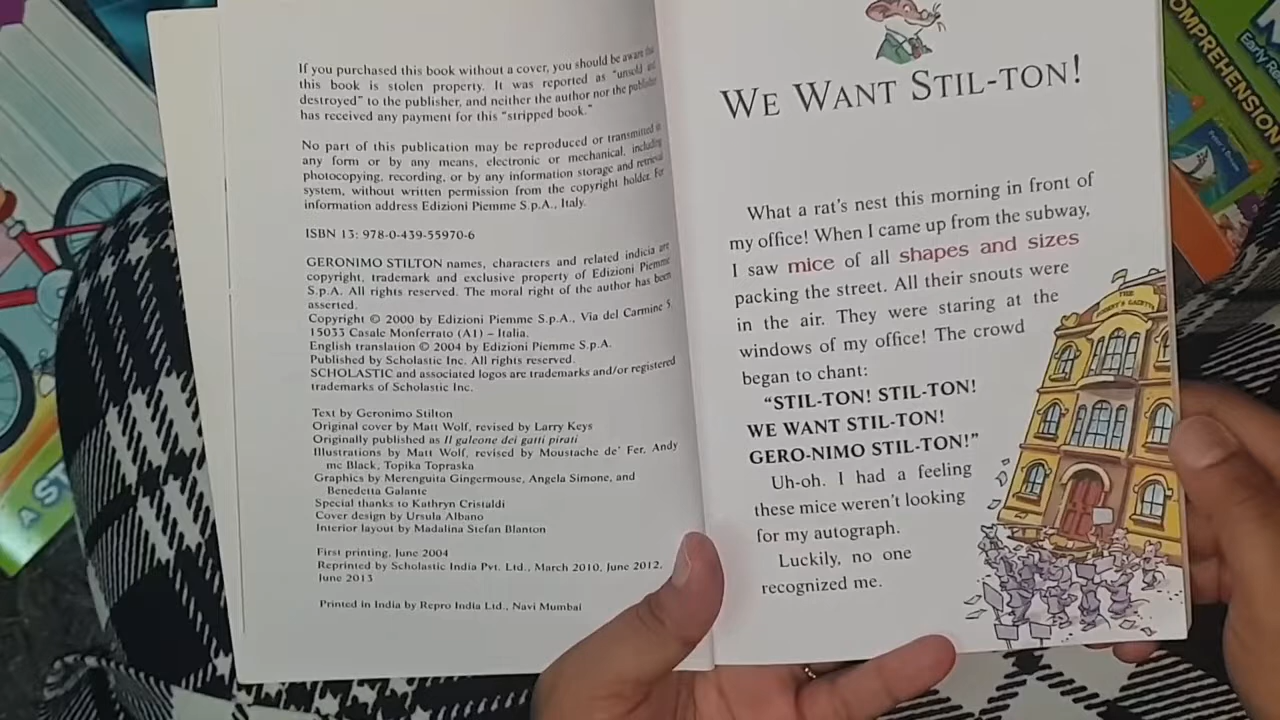 If you purchased this book without a cover, you should be aware that
this book is stolen property. It was reported as "unsold and
destroyed" to the publisher, and neither the author nor the publisher
has received any payment for this "stripped book."
No part of this publication may be reproduced or transmitted in
any form or by any means, electronic or mechanical, including
photocopying, recording, or by any information storage and retrieval
system, without written permission from the copyright holder. For
information address Edizioni Piemme S.p.A., Italy.
ISBN 13: 978-0-439-55970-6
GERONIMO STILTON names, characters and related indicia are
copyright, trademark and exclusive property of Edizioni Piemme
S.p.A. All rights reserved. The moral right of the author has been
asserted.
Copyright © 2000 by Edizioni Piemme S.p.A., Via del Carmine 5,
15033 Casale Monferrato (A1) – Italia.
English translation © 2004 by Edizioni Piemme S.p.A.
Published by Scholastic Inc. All rights reserved.
SCHOLASTIC and associated logos are trademarks and/or registered
trademarks of Scholastic Inc.
Text by Geronimo Stilton
Original cover by Matt Wolf, revised by Larry Keys
Originally published as Il galeone dei gatti pirati
Illustrations by Matt Wolf, revised by Moustache de' Fer, Andy
mc Black, Topika Topraska
Graphics by Merenguita Gingermouse, Angela Simone, and
Benedetta Galante
Special thanks to Kathryn Cristaldi
Cover design by Ursula Albano
Interior layout by Madalina Stefan Blanton
First printing, June 2004
Reprinted by Scholastic India Pvt. Ltd., March 2010, June 2012,
June 2013
Printed in India by Repro India Ltd., Navi Mumbai
WE WANT STIL-TON!
What a rat's nest this morning in front of
my office! When I came up from the subway,
I saw mice of all shapes and sizes
packing the street. All their snouts were
in the air. They were staring at the
windows of my office! The crowd
began to chant:
"STIL-TON! STIL-TON!
WE WANT STIL-TON!
GERO-NIMO STIL-TON!"
Uh-oh. I had a feeling
these mice weren't looking
for my autograph.
Luckily, no one
recognized me.
THE
GAZETTE
OMPREHENSION
Early Re
A ST